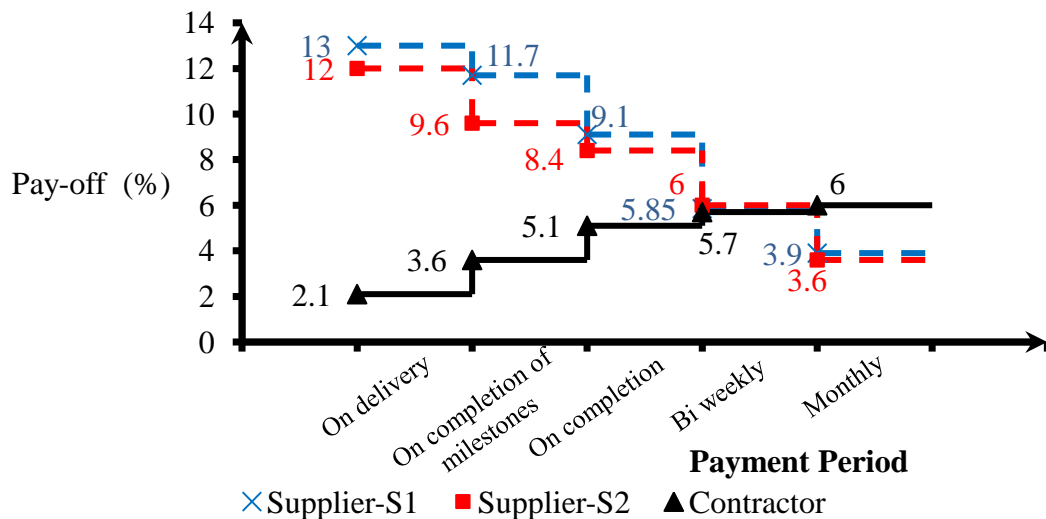 14
12
10
8
6
4
2
0
Pay-off (%)
13
12
11.7
9.6
9.1
8.4
6
5.85
5.7
6
5.1
3.6
2.1
3.9
3.6
On delivery
On completion of
milestones
On completion
Bi weekly
Monthly
Payment Period
Supplier-S1 Supplier-S2 Contractor